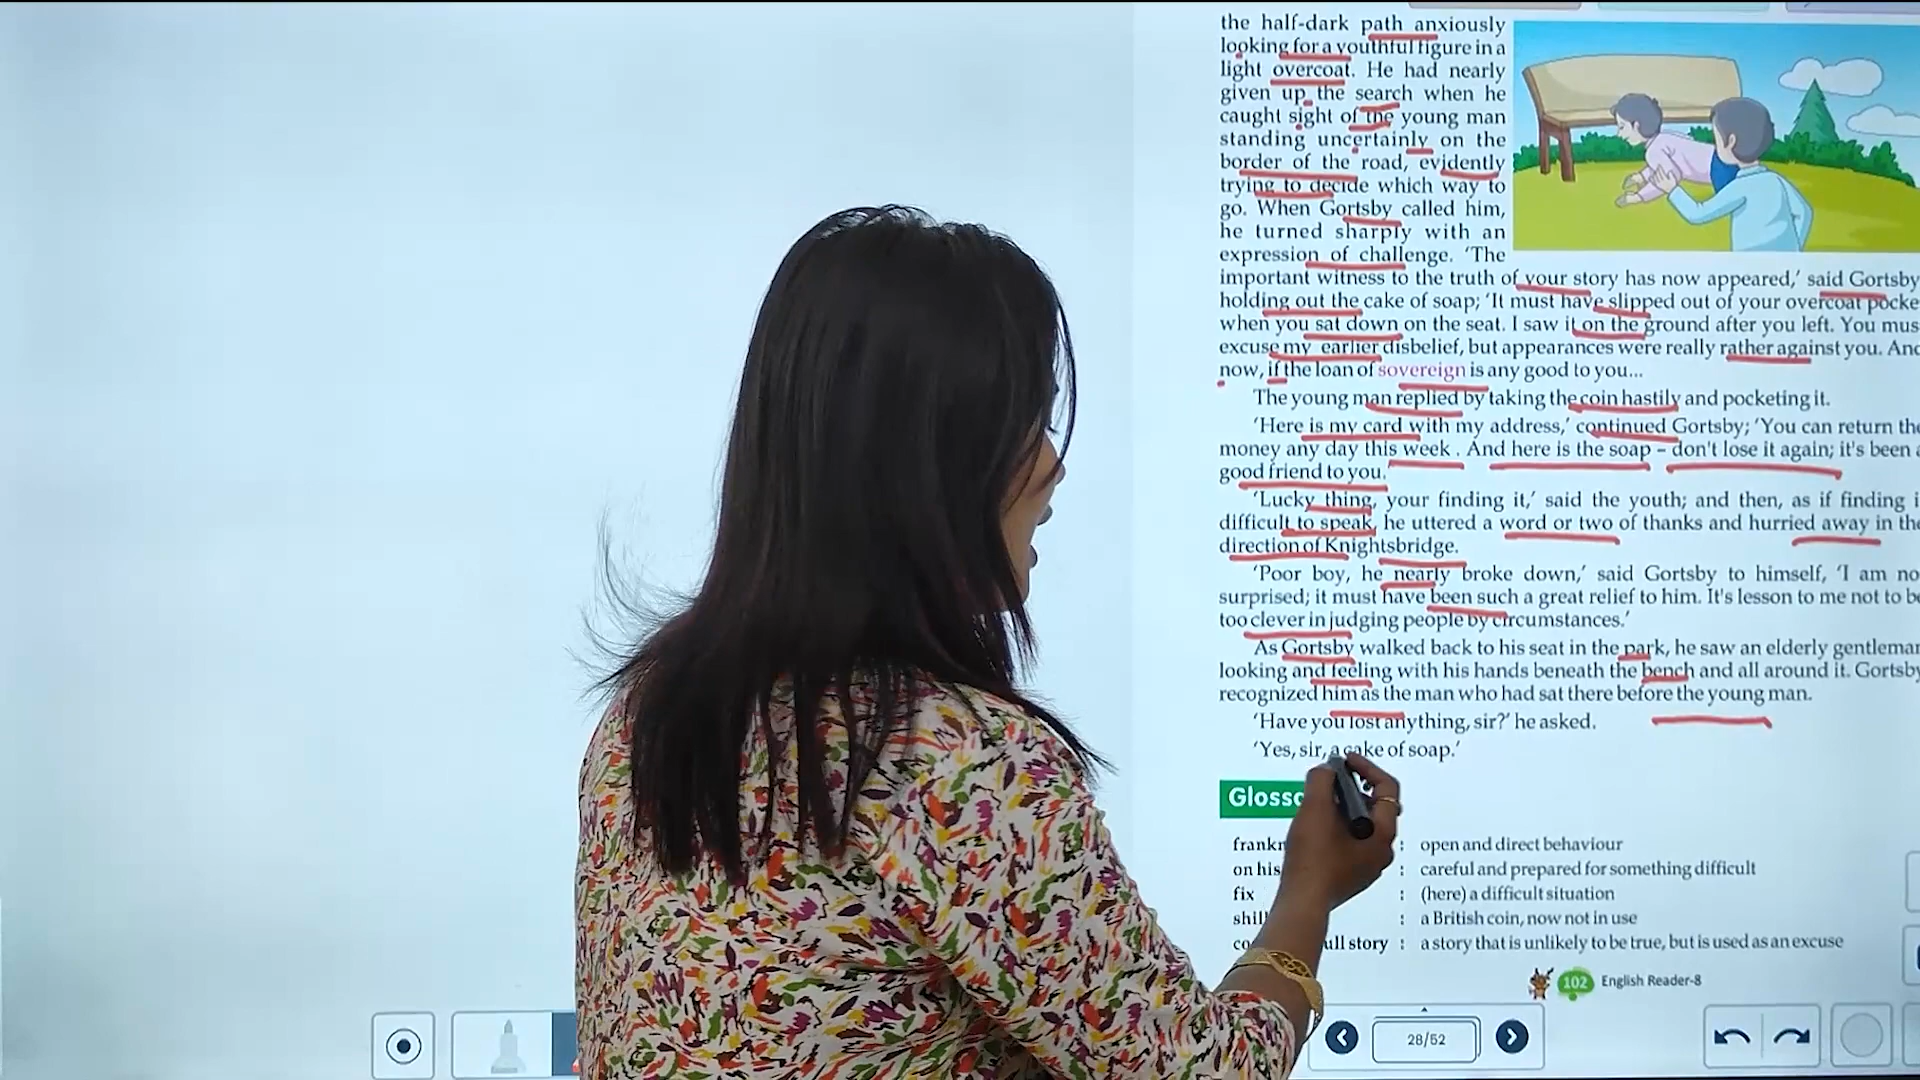 the half-dark path anxiously
looking for a youthful figure in a
light overcoat. He had nearly
given up the search when he
caught sight of the young man
standing uncertainly on the
border of the road, evidently
trying to decide which way to
go. When Gortsby called him,
he turned sharply with an
expression of challenge. 'The
important witness to the truth of your story has now appeared,' said Gortsby
holding out the cake of soap; 'It must have slipped out of your overcoat pocke
when you sat down on the seat. I saw it on the ground after you left. You mus
excuse my earlier disbelief, but appearances were really rather against you. And
now, if the loan of sovereign is any good to you...
The young man replied by taking the coin hastily and pocketing it.
'Here is my card with my address,' continued Gortsby; 'You can return the
money any day this week . And here is the soap – don't lose it again; it's been a
good friend to you.'
'Lucky thing, your finding it,' said the youth; and then, as if finding i
difficult to speak, he uttered a word or two of thanks and hurried away in the
direction of Knightsbridge.
'Poor boy, he nearly broke down,' said Gortsby to himself, 'I am no
surprised; it must have been such a great relief to him. It's lesson to me not to be
too clever in judging people by circumstances.'
As Gortsby walked back to his seat in the park, he saw an elderly gentleman
looking and feeling with his hands beneath the bench and all around it. Gortsby
recognized him as the man who had sat there before the young man.
'Have you lost anything, sir?' he asked.
'Yes, sir, a cake of soap.'
Gloss
frankn : open and direct behaviour
on his : careful and prepared for something difficult
fix : (here) a difficult situation
shill : a British coin, now not in use
co ull story : a story that is unlikely to be true, but is used as an excuse
102 English Reader-8
28/52